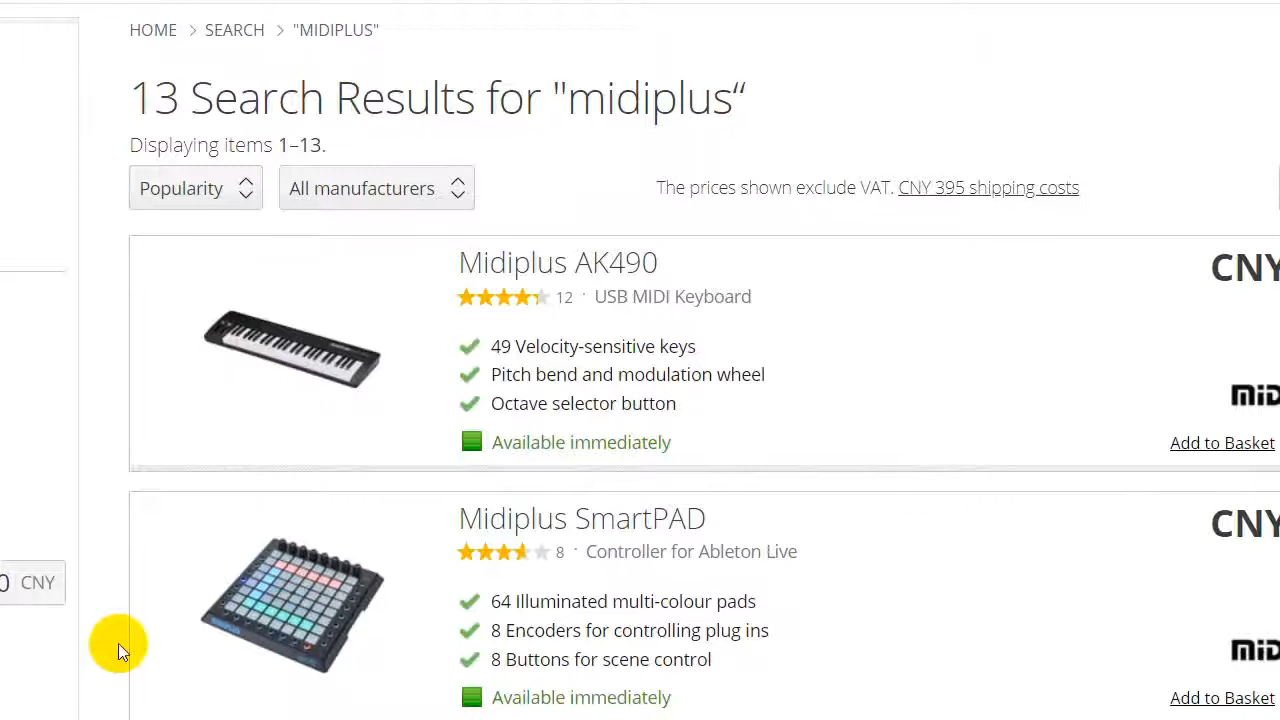 HOME > SEARCH > "MIDIPLUS"
13 Search Results for "midiplus“
Displaying items 1–13.
Popularity
All manufacturers
The prices shown exclude VAT. CNY 395 shipping costs
Midiplus AK490
CNY
12 · USB MIDI Keyboard
49 Velocity-sensitive keys
Pitch bend and modulation wheel
Octave selector button
MiD
Available immediately
Add to Basket
Midiplus SmartPAD
CNY
8 · Controller for Ableton Live
0 CNY
64 Illuminated multi-colour pads
8 Encoders for controlling plug ins
8 Buttons for scene control
MiD
Available immediately
Add to Basket